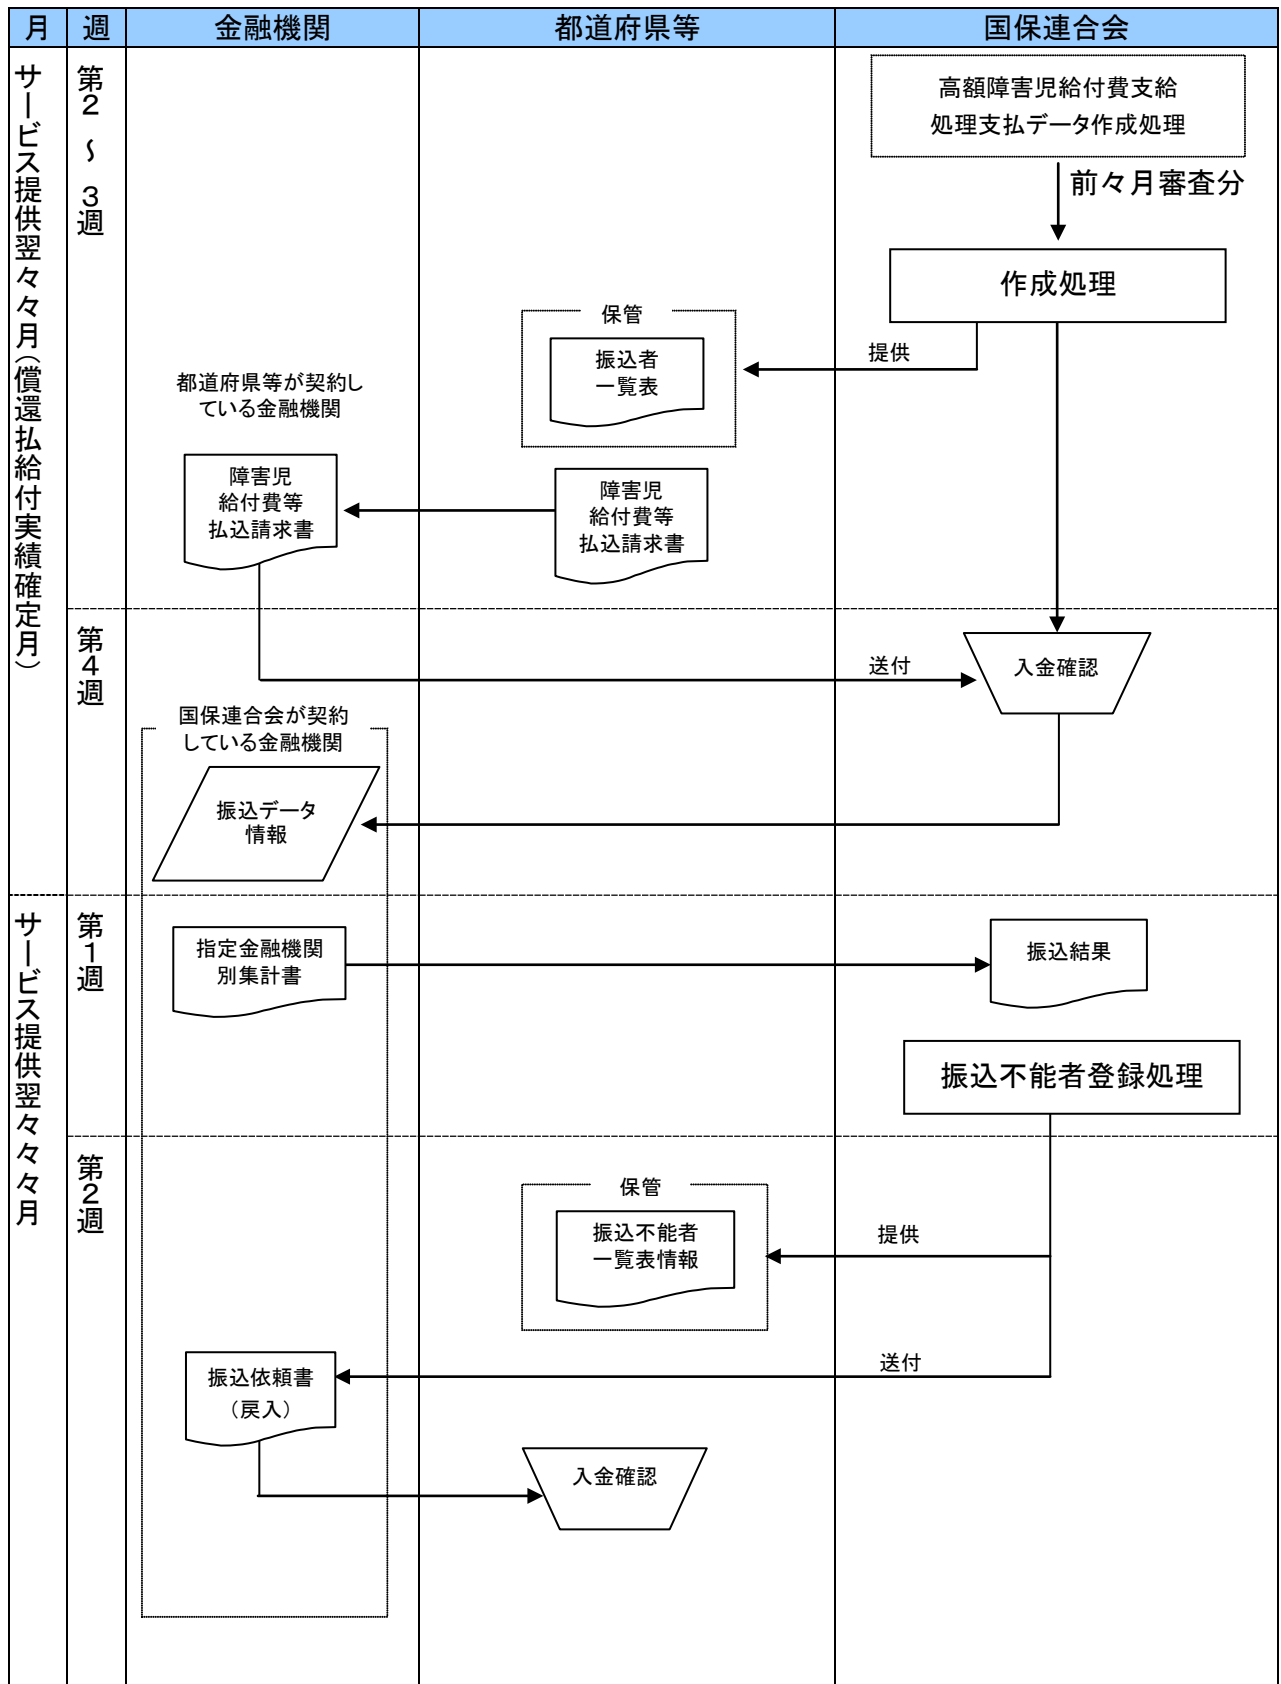 月 週 金融機関 都道府県等 国保連合会
サービス提供翌々月（償還払給付実績確定月）
第2～3週
高額障害児給付費支給
処理支払データ作成処理
前々月審査分
作成処理
提供
保管
振込者
一覧表
都道府県等が契約し
ている金融機関
障害児
給付費等
払込請求書
障害児
給付費等
払込請求書
第4週
送付
入金確認
国保連合会が契約
している金融機関
振込データ
情報
サービス提供翌々々月
第1週
指定金融機関
別集計書
振込結果
振込不能者登録処理
第2週
保管
振込不能者
一覧表情報
提供
送付
振込依頼書
（戻入）
入金確認